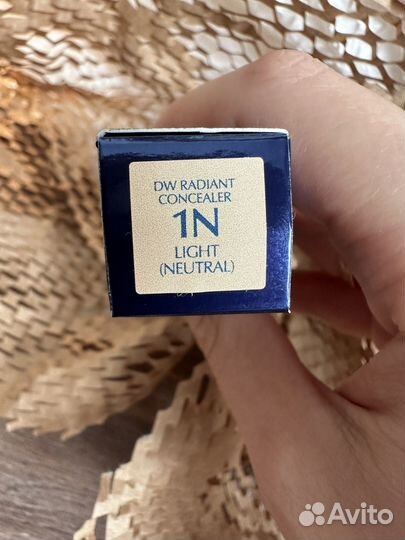 DW RADIANT
CONCEALER
1N
LIGHT
(NEUTRAL)
Avito